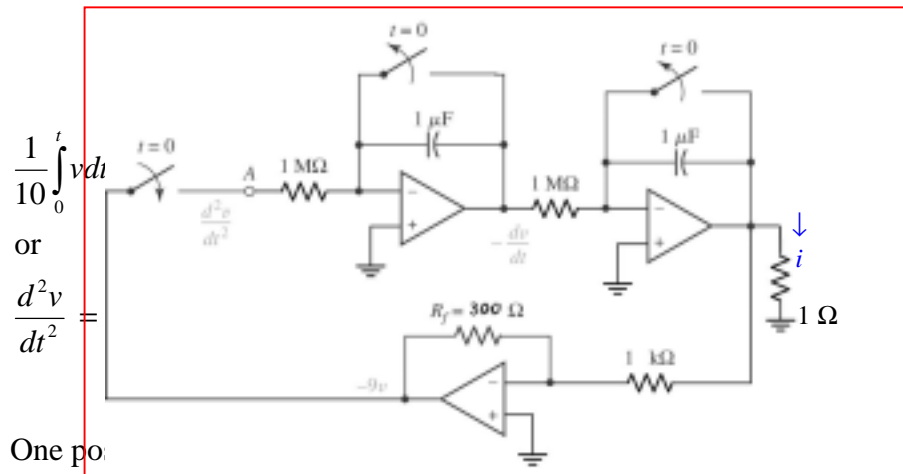 t = 0
t = 0
1 μF
1 μF
1/10 ∫₀ᵗ vdt
t = 0
A
1 MΩ
1 MΩ
−
+
−
+
d²v/dt²
−dv/dt
↓
i
or
d²v/dt² =
R_f = 300 Ω
1 Ω
1 kΩ
−9v
−
+
One pos